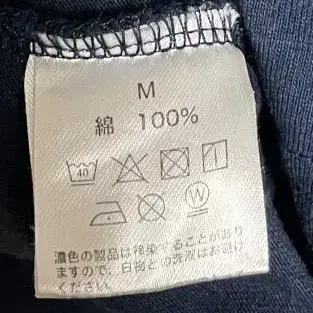 M
綿 100%
40
W
濃色の製品は移染することがあり
ますので、白物との洗濯はお避け
ください。